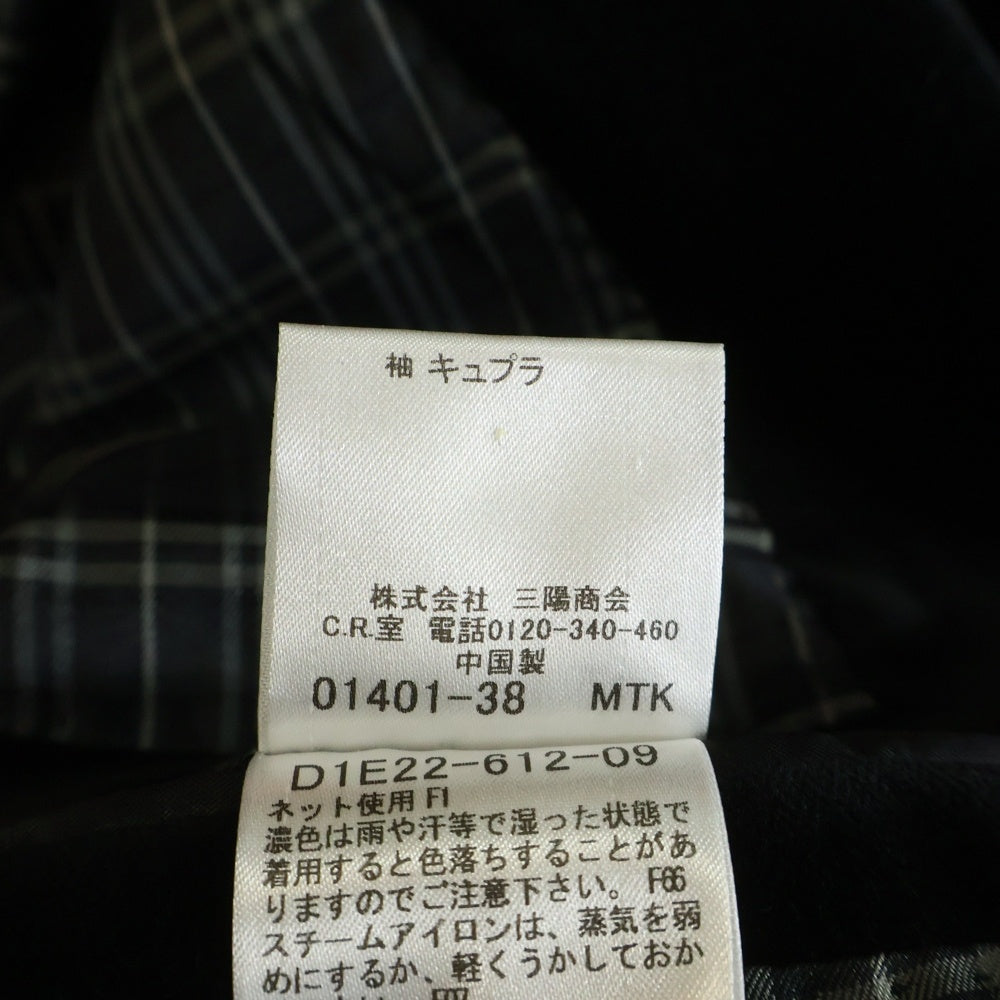 袖 キュプラ
株式会社 三陽商会
C.R.室 電話0120-340-460
中国製
01401-38 MTK
D1E22-612-09
ネット使用 F1
濃色は雨や汗等で湿った状態で
着用すると色落ちすることがあ
りますのでご注意下さい。 F66
スチームアイロンは、蒸気を弱
めにするか、軽くうかしておか